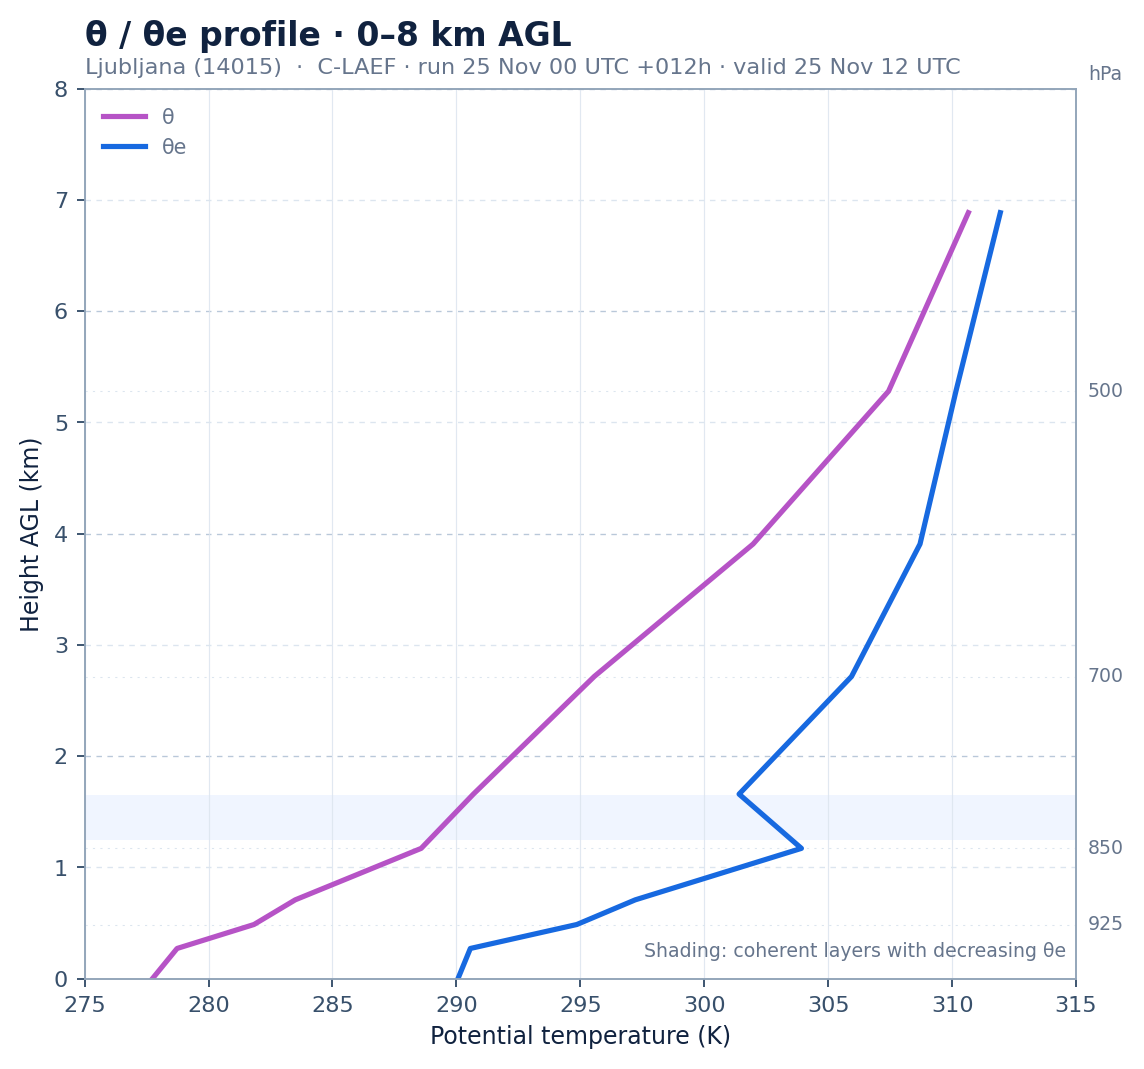 θ / θe profile · 0–8 km AGL
Ljubljana (14015)  ·  C-LAEF · run 25 Nov 00 UTC +012h · valid 25 Nov 12 UTC
hPa
8
θ
θe
7
6
500
5
4
3
700
2
850
1
925
Shading: coherent layers with decreasing θe
0
Height AGL (km)
275 280 285 290 295 300 305 310 315
Potential temperature (K)